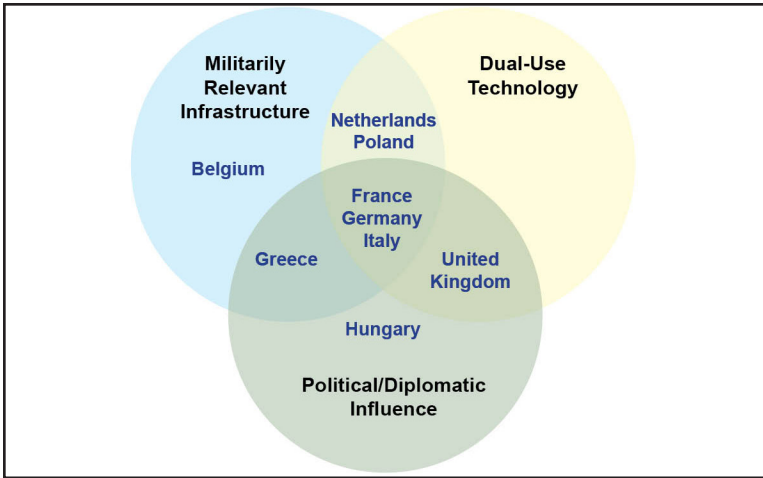 Militarily
Relevant
Infrastructure
Dual-Use
Technology
Netherlands
Poland
Belgium
France
Germany
Italy
Greece
United
Kingdom
Hungary
Political/Diplomatic
Influence